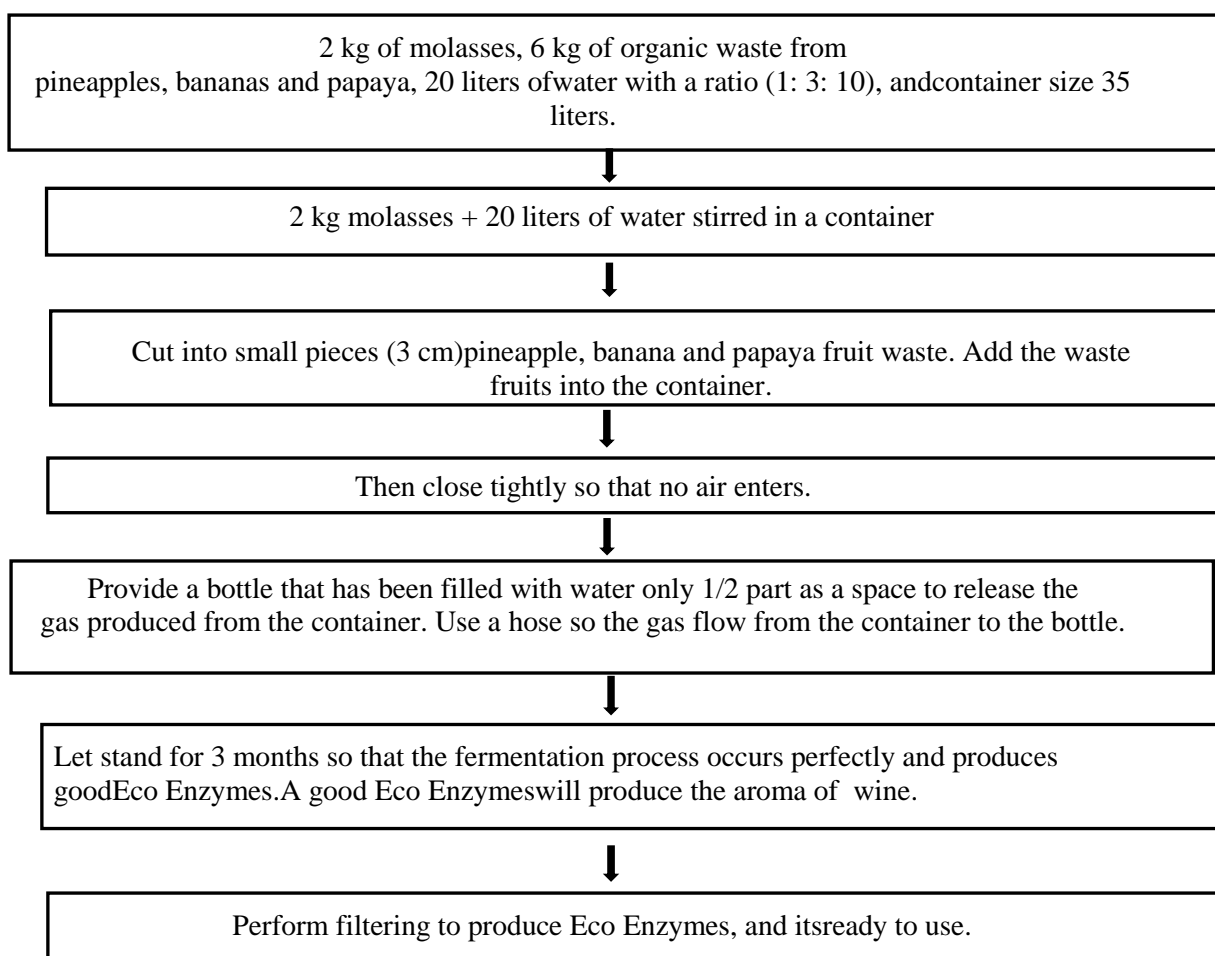 2 kg of molasses, 6 kg of organic waste from
pineapples, bananas and papaya, 20 liters ofwater with a ratio (1: 3: 10), andcontainer size 35
liters.
2 kg molasses + 20 liters of water stirred in a container
Cut into small pieces (3 cm)pineapple, banana and papaya fruit waste. Add the waste
fruits into the container.
Then close tightly so that no air enters.
Provide a bottle that has been filled with water only 1/2 part as a space to release the
gas produced from the container. Use a hose so the gas flow from the container to the bottle.
Let stand for 3 months so that the fermentation process occurs perfectly and produces
goodEco Enzymes.A good Eco Enzymeswill produce the aroma of wine.
Perform filtering to produce Eco Enzymes, and itsready to use.